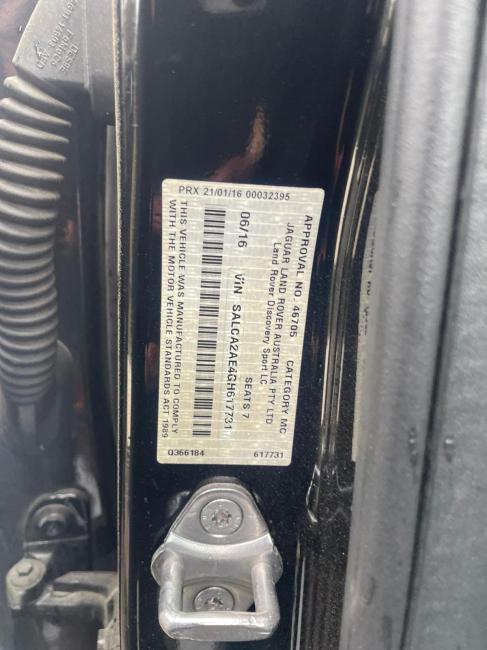 PRX 21/01/16 00032395
APPROVAL NO. 46705 CATEGORY MC
JAGUAR LAND ROVER AUSTRALIA PTY LTD
Land Rover Discovery Sport LC
SEATS 7
06/16 VIN SALCA2AE4GH617731
THIS VEHICLE WAS MANUFACTURED TO COMPLY
WITH THE MOTOR VEHICLE STANDARDS ACT 1989
Q366184 617731